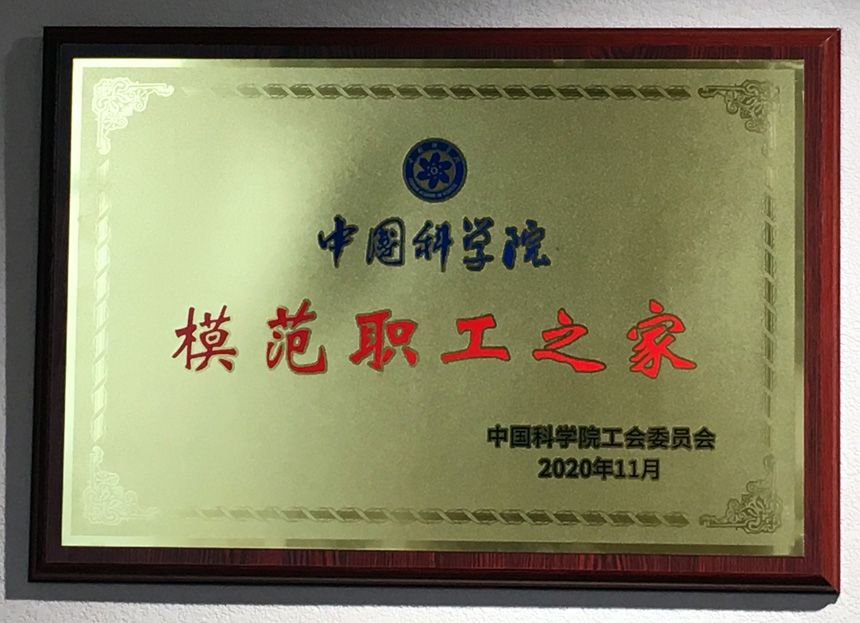 中国科学院
模范职工之家
中国科学院工会委员会
2020年11月